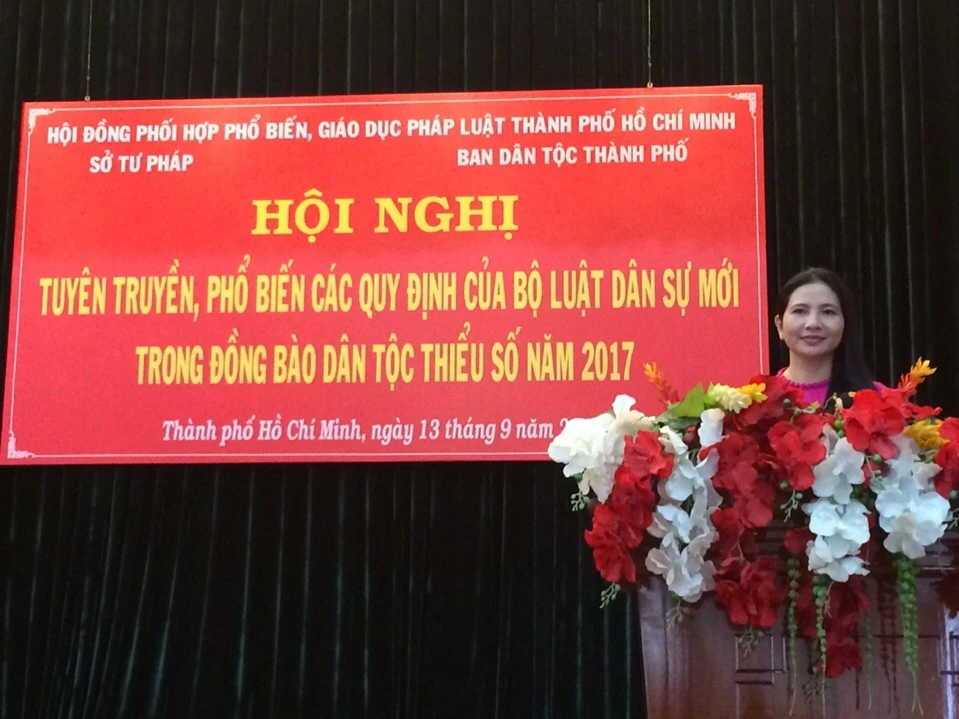 HỘI ĐỒNG PHỐI HỢP PHỔ BIẾN, GIÁO DỤC PHÁP LUẬT THÀNH PHỐ HỒ CHÍ MINH
SỞ TƯ PHÁP BAN DÂN TỘC THÀNH PHỐ
HỘI NGHỊ
TUYÊN TRUYỀN, PHỔ BIẾN CÁC QUY ĐỊNH CỦA BỘ LUẬT DÂN SỰ MỚI
TRONG ĐỒNG BÀO DÂN TỘC THIỂU SỐ NĂM 2017
Thành phố Hồ Chí Minh, ngày 13 tháng 9 năm